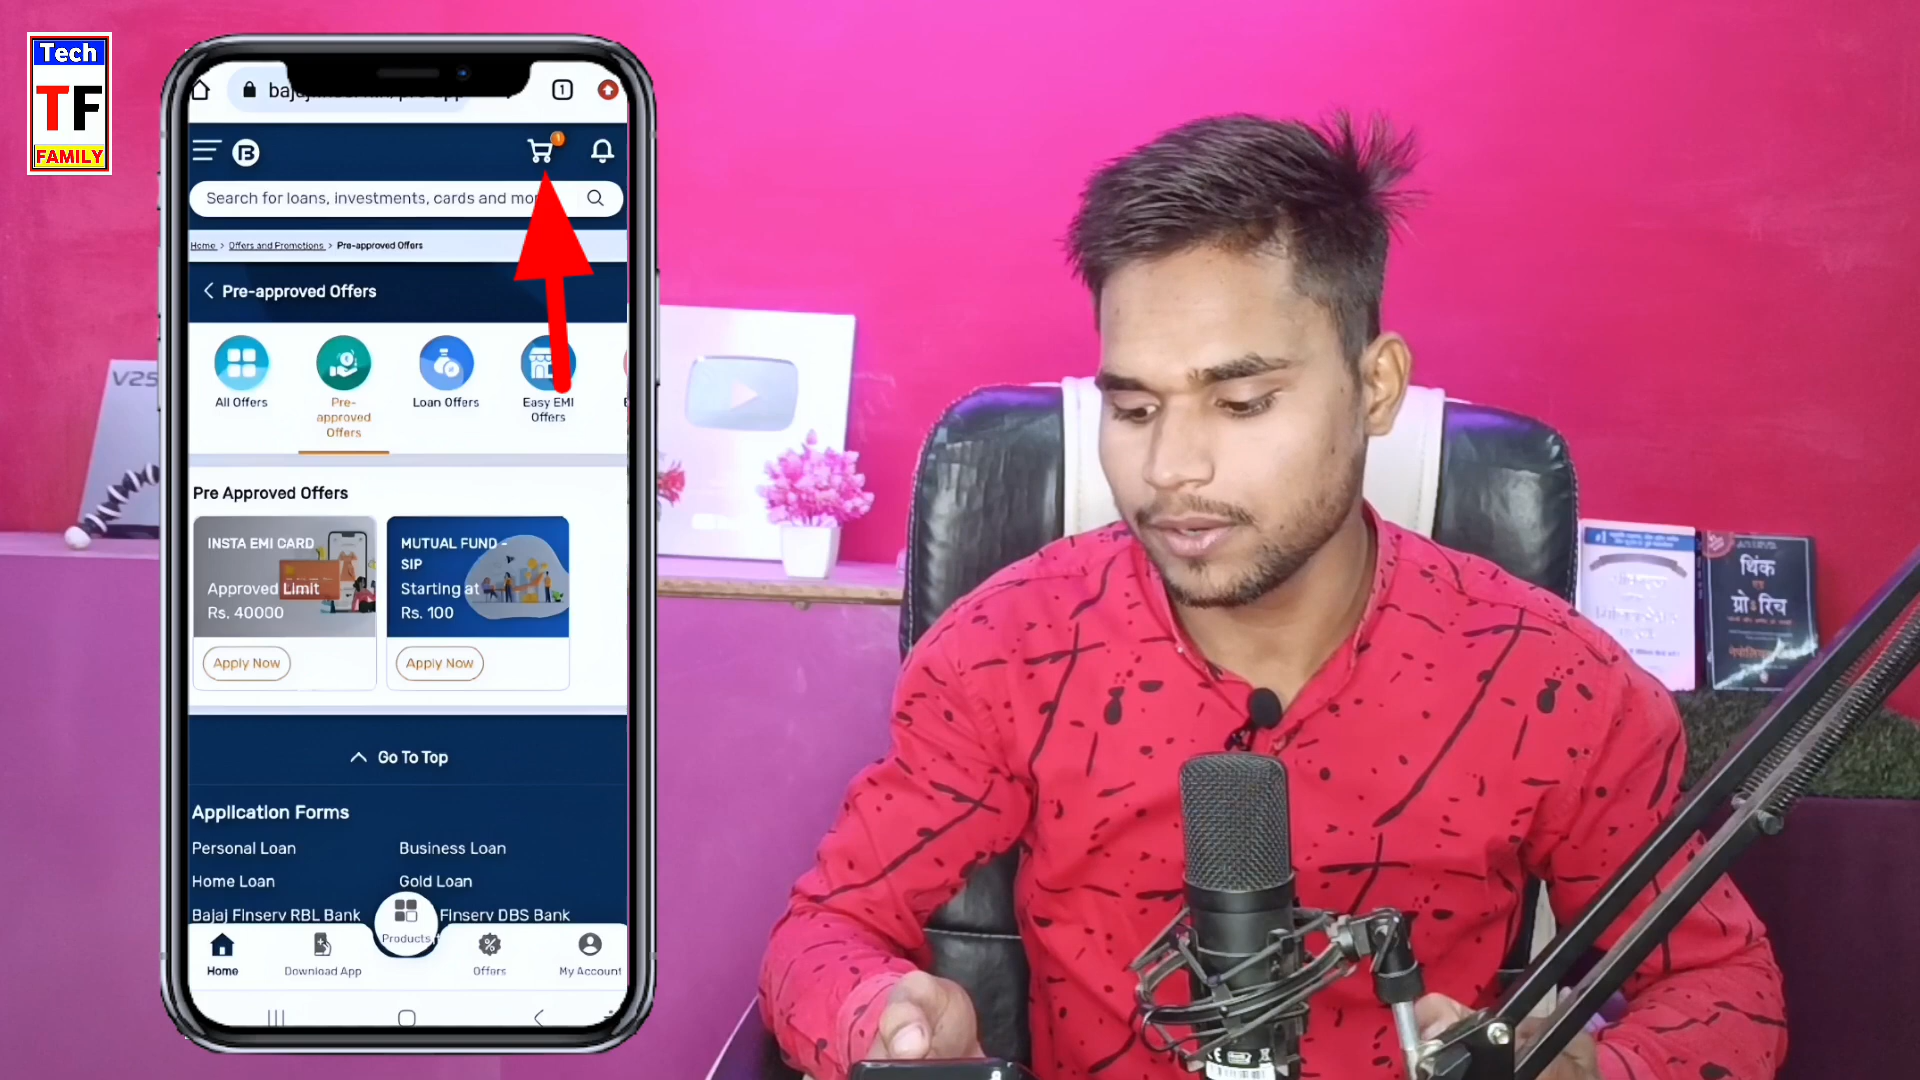 Tech
TF
FAMILY
1
1
Search for loans, investments, cards and mor
Home > Offers and Promotions > Pre-approved Offers
Pre-approved Offers
All Offers
Pre-
approved
Offers
Loan Offers
Easy EMI
Offers
Pre Approved Offers
INSTA EMI CARD
Approved Limit
Rs. 40000
Apply Now
MUTUAL FUND -
SIP
Starting at
Rs. 100
Apply Now
Go To Top
Application Forms
Personal Loan
Business Loan
Home Loan
Gold Loan
Bajaj Finserv RBL Bank
Finserv DBS Bank
Home
Download App
Products
Offers
My Account
V25
#1
थिंक
ग्रो रिच